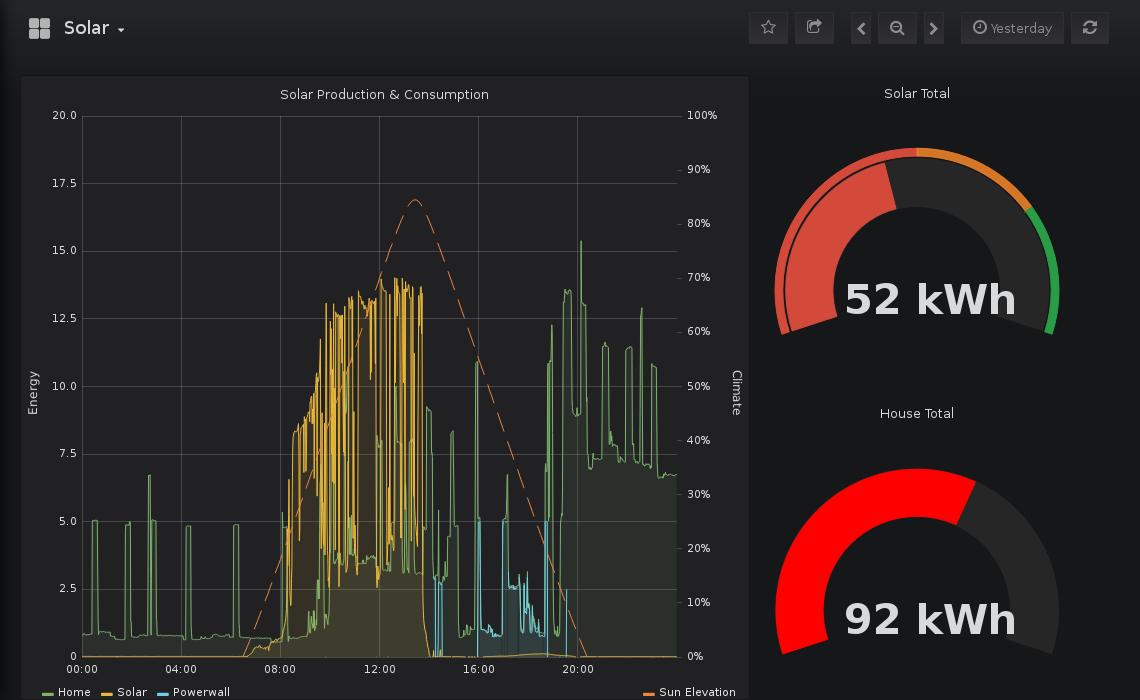 Solar
Yesterday
Solar Production & Consumption
20.0
17.5
15.0
12.5
10.0
7.5
5.0
2.5
0
Energy
100%
90%
80%
70%
60%
50%
40%
30%
20%
10%
0%
Climate
00:00 04:00 08:00 12:00 16:00 20:00
Home Solar Powerwall Sun Elevation
Solar Total
52 kWh
House Total
92 kWh